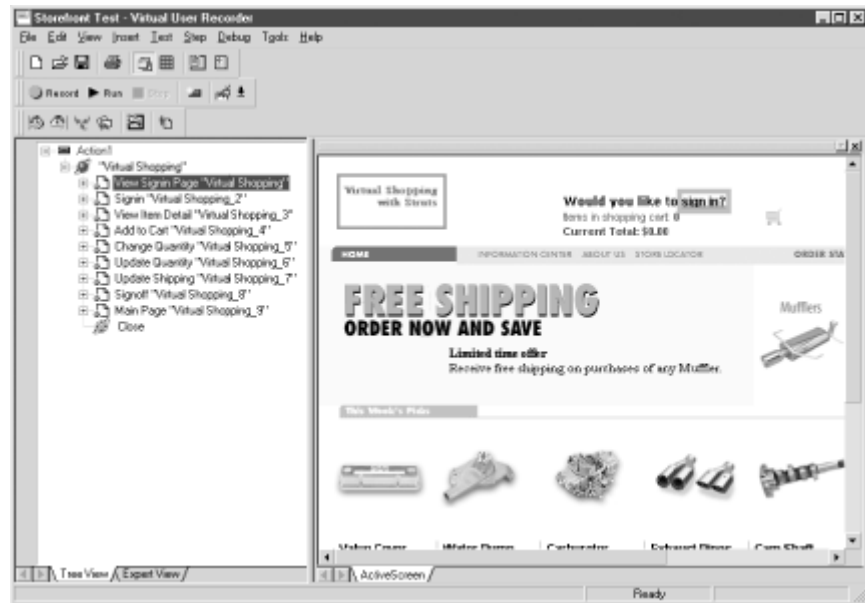 Storefront Test - Virtual User Recorder
File Edit View Insert Test Step Debug Tools Help
Record Run Stop
Action1
"Virtual Shopping"
View Signin Page "Virtual Shopping"
Signin "Virtual Shopping_2"
View Item Detail "Virtual Shopping_3"
Add to Cart "Virtual Shopping_4"
Change Quantity "Virtual Shopping_5"
Update Quantity "Virtual Shopping_6"
Update Shipping "Virtual Shopping_7"
Signoff "Virtual Shopping_8"
Main Page "Virtual Shopping_9"
Close
Virtual Shopping
with Struts
Would you like to sign in?
Items in shopping cart: 0
Current Total: $0.00
HOME INFORMATION CENTER ABOUT US STORE LOCATOR ORDER STA
FREE SHIPPING
ORDER NOW AND SAVE
Limited time offer
Receive free shipping on purchases of any Muffler.
Mufflers
This Week's Picks
Valve Cover Water Pump Carburetor Exhaust Pipes Cam Shaft
Tree View Expert View
ActiveScreen
Ready